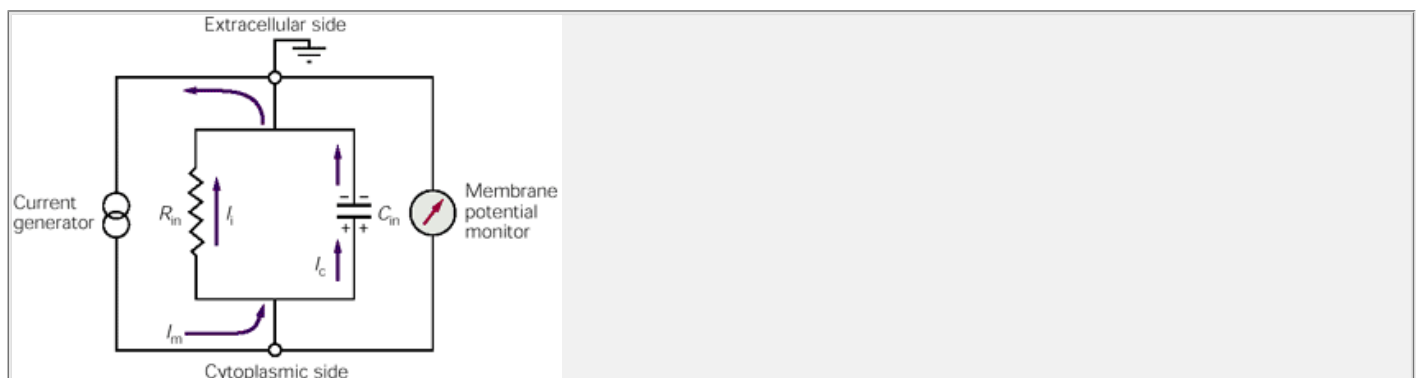 Extracellular side
Current
generator
R_in
I_i
− −
C_in
+ +
Membrane
potential
monitor
I_c
I_m
Cytoplasmic side